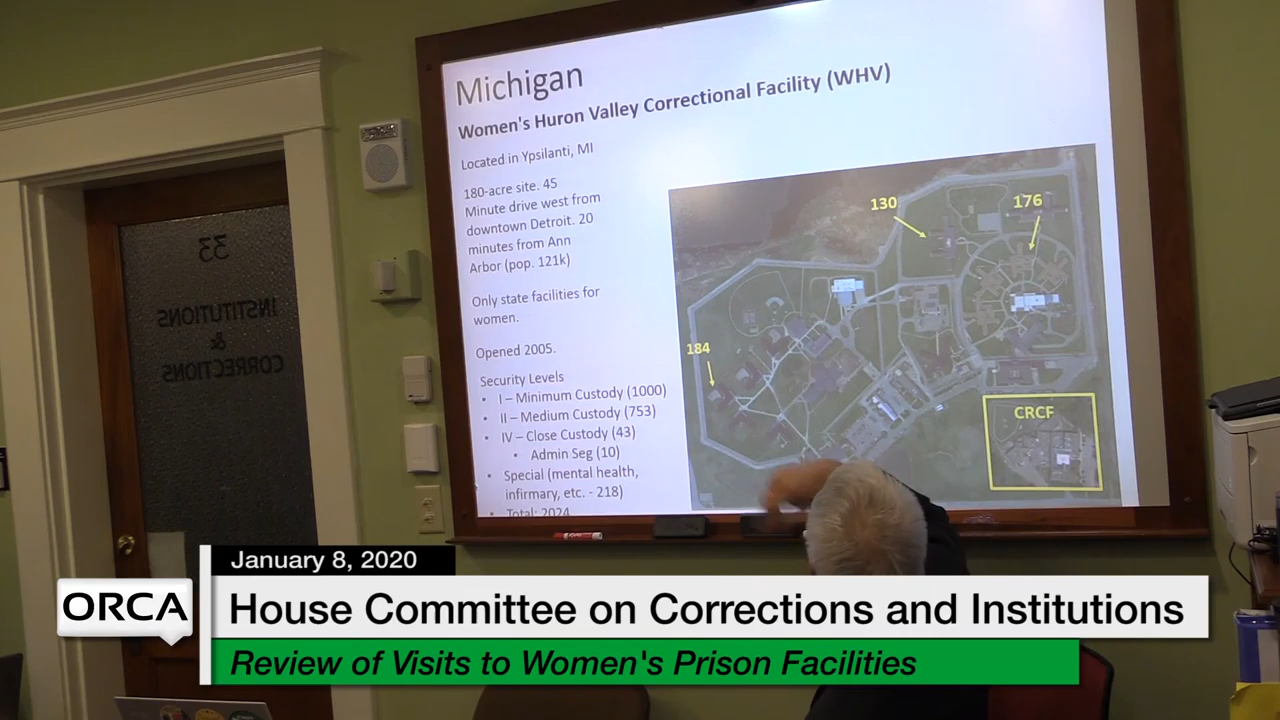 Michigan
Women's Huron Valley Correctional Facility (WHV)
Located in Ypsilanti, MI
180-acre site. 45
Minute drive west from
downtown Detroit. 20
minutes from Ann
Arbor (pop. 121k)
Only state facilities for
women.
Opened 2005.
Security Levels
• I – Minimum Custody (1000)
• II – Medium Custody (753)
• IV – Close Custody (43)
• Admin Seg (10)
• Special (mental health,
infirmary, etc. - 218)
• Total: 2024
130
176
184
CRCF
33
INSTITUTIONS
&
CORRECTIONS
January 8, 2020
ORCA
House Committee on Corrections and Institutions
Review of Visits to Women's Prison Facilities